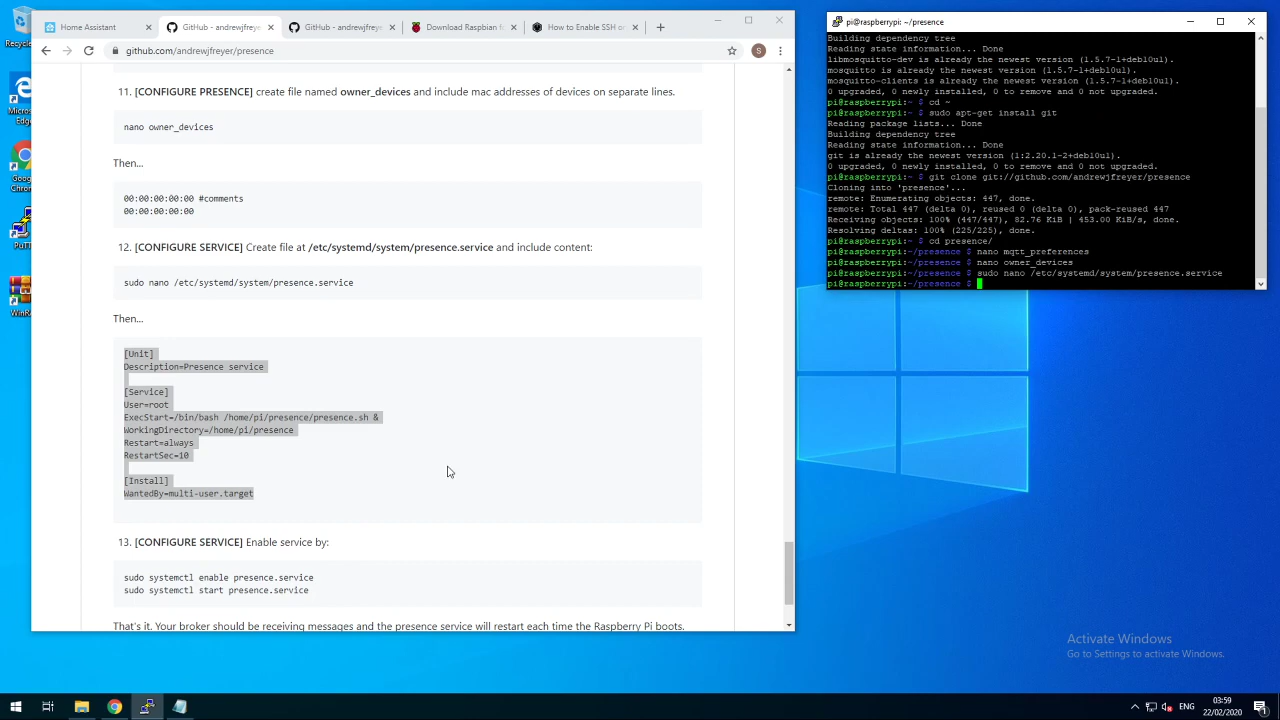 Recycle
Microso
Edg
Goog
Chro
PuTT
WinR
Home Assistant
GitHub - andrewjfreye
GitHub - andrewjfreye
Download Raspbian fo
How to Enable SSH on
ub.com/andrewjfreyer/presence
S
11. [CONFIGURE PRESENCE] create file named owner_devices and include mac addresses of devices on separate lines.
nano owner_devices
Then...
00:00:00:00:00 #comments
00:00:00:00:00
12. [CONFIGURE SERVICE] Create file at /etc/systemd/system/presence.service and include content:
sudo nano /etc/systemd/system/presence.service
Then...
[Unit]
Description=Presence service
[Service]
User=root
ExecStart=/bin/bash /home/pi/presence/presence.sh &
WorkingDirectory=/home/pi/presence
Restart=always
RestartSec=10
[Install]
WantedBy=multi-user.target
13. [CONFIGURE SERVICE] Enable service by:
sudo systemctl enable presence.service
sudo systemctl start presence.service
That's it. Your broker should be receiving messages and the presence service will restart each time the Raspberry Pi boots.
pi@raspberrypi: ~/presence
Building dependency tree
Reading state information... Done
libmosquitto-dev is already the newest version (1.5.7-1+deb10u1).
mosquitto is already the newest version (1.5.7-1+deb10u1).
mosquitto-clients is already the newest version (1.5.7-1+deb10u1).
0 upgraded, 0 newly installed, 0 to remove and 0 not upgraded.
pi@raspberrypi:~ $ cd ~
pi@raspberrypi:~ $ sudo apt-get install git
Reading package lists... Done
Building dependency tree
Reading state information... Done
git is already the newest version (1:2.20.1-2+deb10u1).
0 upgraded, 0 newly installed, 0 to remove and 0 not upgraded.
pi@raspberrypi:~ $ git clone git://github.com/andrewjfreyer/presence
Cloning into 'presence'...
remote: Enumerating objects: 447, done.
remote: Total 447 (delta 0), reused 0 (delta 0), pack-reused 447
Receiving objects: 100% (447/447), 82.76 KiB | 453.00 KiB/s, done.
Resolving deltas: 100% (225/225), done.
pi@raspberrypi:~ $ cd presence/
pi@raspberrypi:~/presence $ nano mqtt_preferences
pi@raspberrypi:~/presence $ nano owner_devices
pi@raspberrypi:~/presence $ sudo nano /etc/systemd/system/presence.service
pi@raspberrypi:~/presence $
Activate Windows
Go to Settings to activate Windows.
ENG
03:59
22/02/2020
1